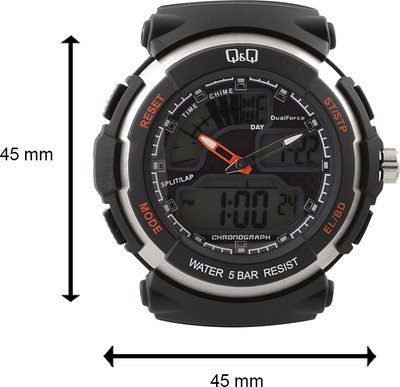 Q&Q
RESET
ST/STP
TIME
CHIME
DualForce
DAY
SPLIT/LAP
PM
1:00
24
MODE
EL/BD
CHRONOGRAPH
WATER 5 BAR RESIST
45 mm
45 mm